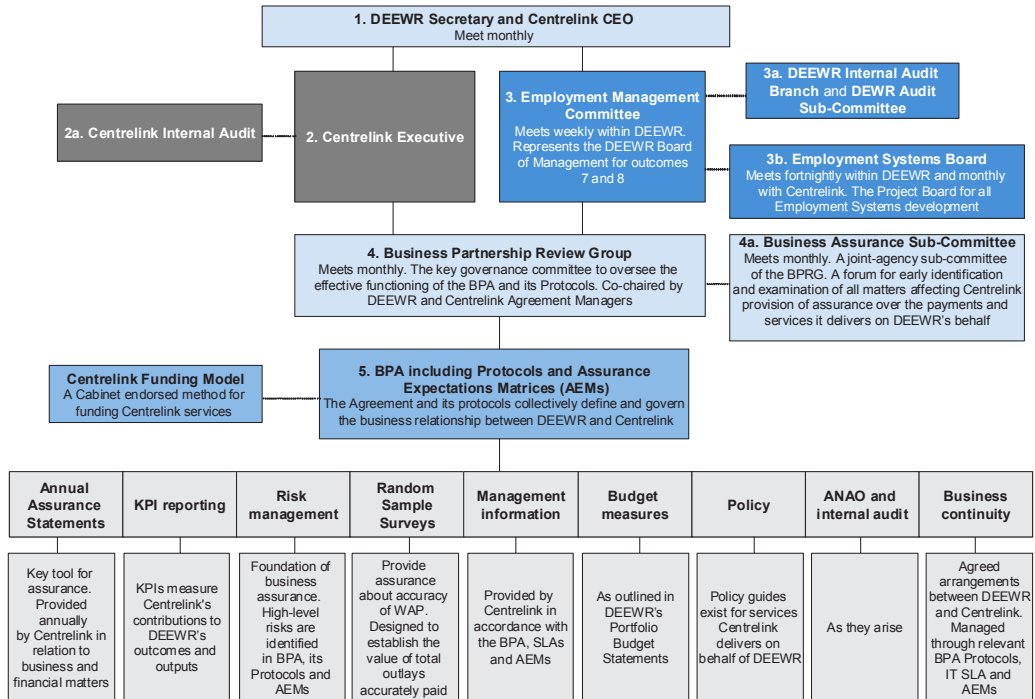 1. DEEWR Secretary and Centrelink CEO
Meet monthly
2a. Centrelink Internal Audit
2. Centrelink Executive
3. Employment Management
Committee
Meets weekly within DEEWR.
Represents the DEEWR Board
of Management for outcomes
7 and 8
3a. DEEWR Internal Audit
Branch and DEWR Audit
Sub-Committee
3b. Employment Systems Board
Meets fortnightly within DEEWR and monthly
with Centrelink. The Project Board for all
Employment Systems development
4. Business Partnership Review Group
Meets monthly. The key governance committee to oversee the
effective functioning of the BPA and its Protocols. Co-chaired by
DEEWR and Centrelink Agreement Managers
4a. Business Assurance Sub-Committee
Meets monthly. A joint-agency sub-committee
of the BPRG. A forum for early identification
and examination of all matters affecting Centrelink
provision of assurance over the payments and
services it delivers on DEEWR's behalf
Centrelink Funding Model
A Cabinet endorsed method for
funding Centrelink services
5. BPA including Protocols and Assurance
Expectations Matrices (AEMs)
The Agreement and its protocols collectively define and govern
the business relationship between DEEWR and Centrelink
Annual
Assurance
Statements
Key tool for
assurance.
Provided
annually
by Centrelink in
relation to
business and
financial matters
KPI reporting
KPIs measure
Centrelink's
contributions to
DEEWR's
outcomes and
outputs
Risk
management
Foundation of
business
assurance.
High-level
risks are
identified
in BPA, its
Protocols and
AEMs
Random
Sample
Surveys
Provide
assurance
about accuracy
of WAP.
Designed to
establish the
value of total
outlays
accurately paid
Management
information
Provided by
Centrelink in
accordance with
the BPA, SLAs
and AEMs
Budget
measures
As outlined in
DEEWR's
Portfolio
Budget
Statements
Policy
Policy guides
exist for services
Centrelink
delivers on
behalf of DEEWR
ANAO and
internal audit
As they arise
Business
continuity
Agreed
arrangements
between DEEWR
and Centrelink.
Managed
through relevant
BPA Protocols,
IT SLA and
AEMs